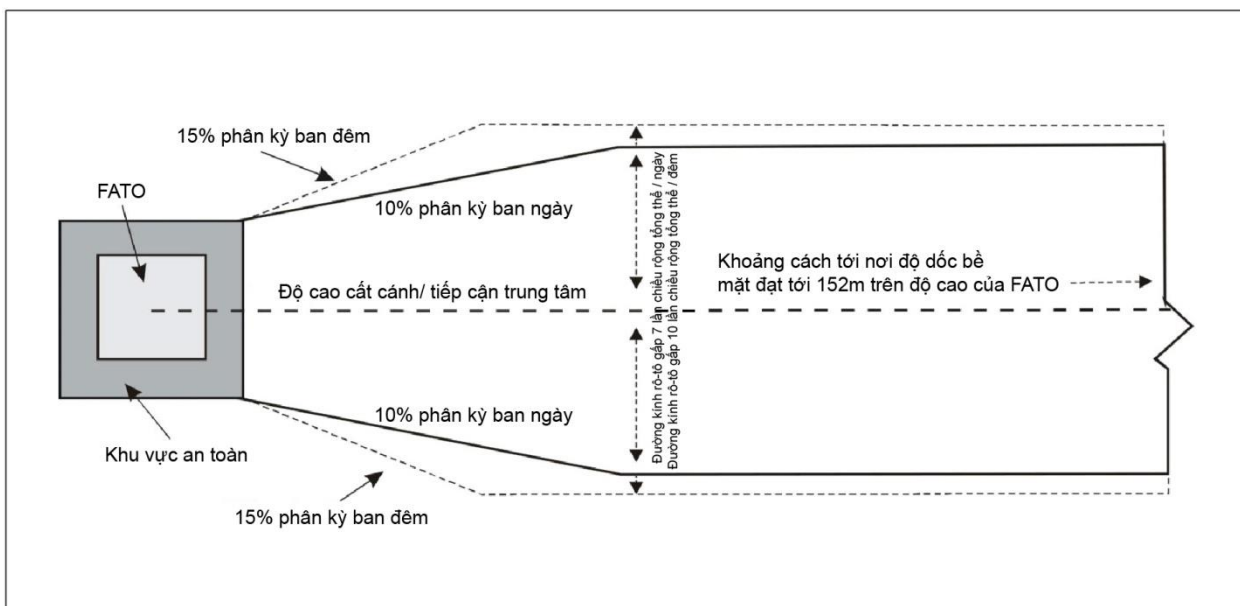 15% phân kỳ ban đêm
FATO
10% phân kỳ ban ngày
Độ cao cất cánh/ tiếp cận trung tâm
Đường kính rô-tô gấp 7 lần chiều rộng tổng thể / ngày
Đường kính rô-tô gấp 10 lần chiều rộng tổng thể / đêm
Khoảng cách tới nơi độ dốc bề
mặt đạt tới 152m trên độ cao của FATO
10% phân kỳ ban ngày
Khu vực an toàn
15% phân kỳ ban đêm